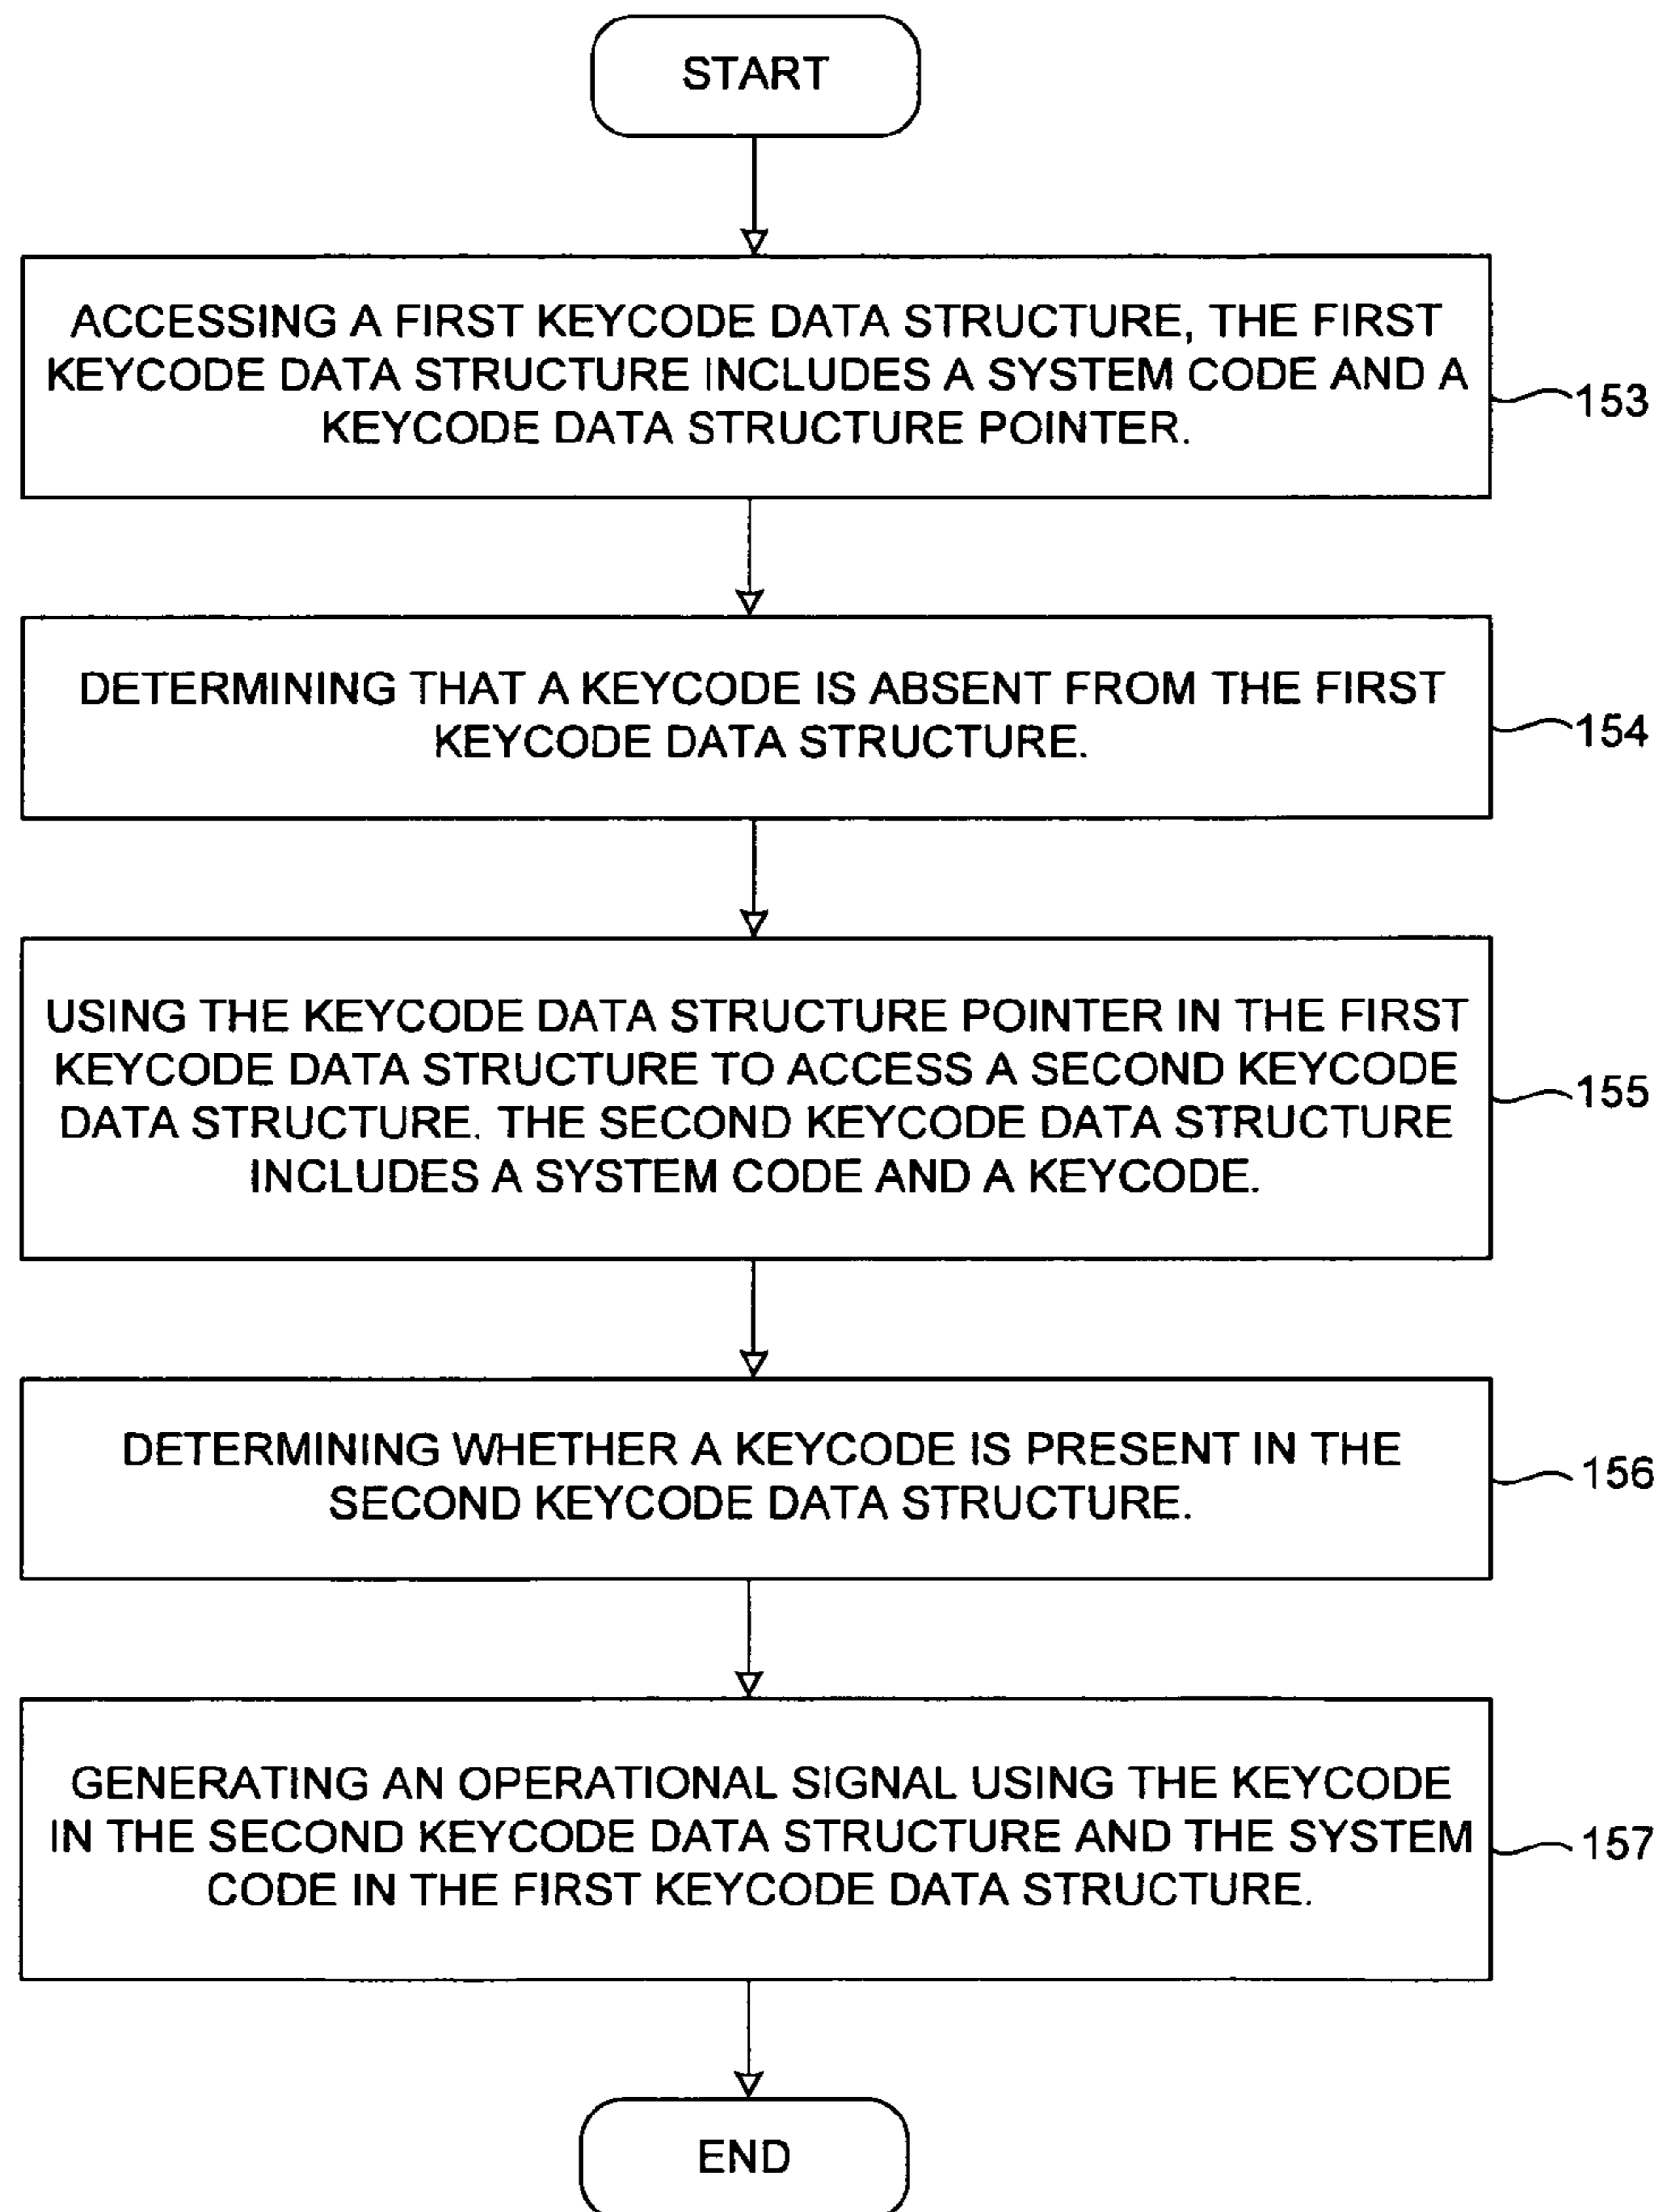 START
ACCESSING A FIRST KEYCODE DATA STRUCTURE, THE FIRST
KEYCODE DATA STRUCTURE INCLUDES A SYSTEM CODE AND A
KEYCODE DATA STRUCTURE POINTER.
153
DETERMINING THAT A KEYCODE IS ABSENT FROM THE FIRST
KEYCODE DATA STRUCTURE.
154
USING THE KEYCODE DATA STRUCTURE POINTER IN THE FIRST
KEYCODE DATA STRUCTURE TO ACCESS A SECOND KEYCODE
DATA STRUCTURE. THE SECOND KEYCODE DATA STRUCTURE
INCLUDES A SYSTEM CODE AND A KEYCODE.
155
DETERMINING WHETHER A KEYCODE IS PRESENT IN THE
SECOND KEYCODE DATA STRUCTURE.
156
GENERATING AN OPERATIONAL SIGNAL USING THE KEYCODE
IN THE SECOND KEYCODE DATA STRUCTURE AND THE SYSTEM
CODE IN THE FIRST KEYCODE DATA STRUCTURE.
157
END